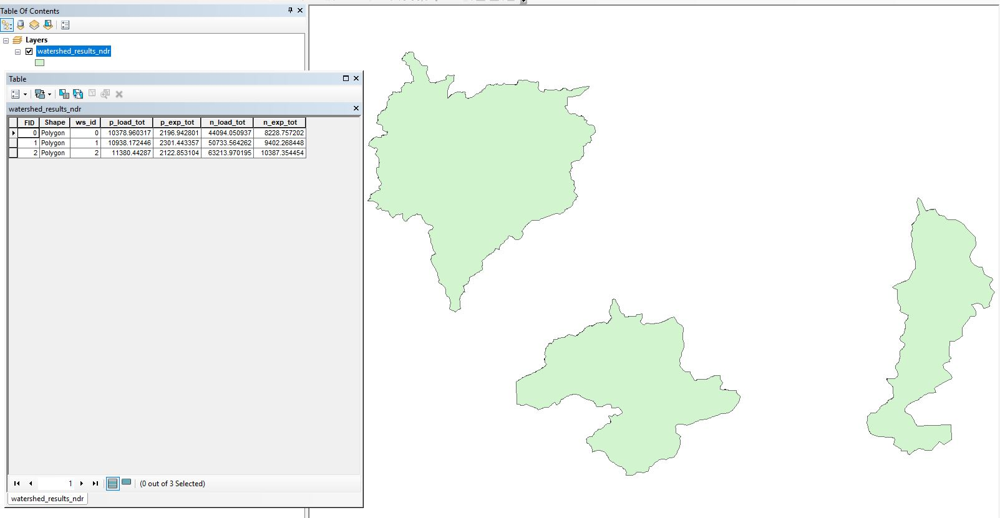 Table Of Contents
Layers
watershed_results_ndr
Table
watershed_results_ndr
FID Shape ws_id p_load_tot p_exp_tot n_load_tot n_exp_tot
0 Polygon 0 10378.960317 2196.942801 44094.050937 8228.757202
1 Polygon 1 10938.172446 2301.443357 50733.564262 9402.268448
2 Polygon 2 11380.44287 2122.853104 63213.970195 10387.354454
1 (0 out of 3 Selected)
watershed_results_ndr